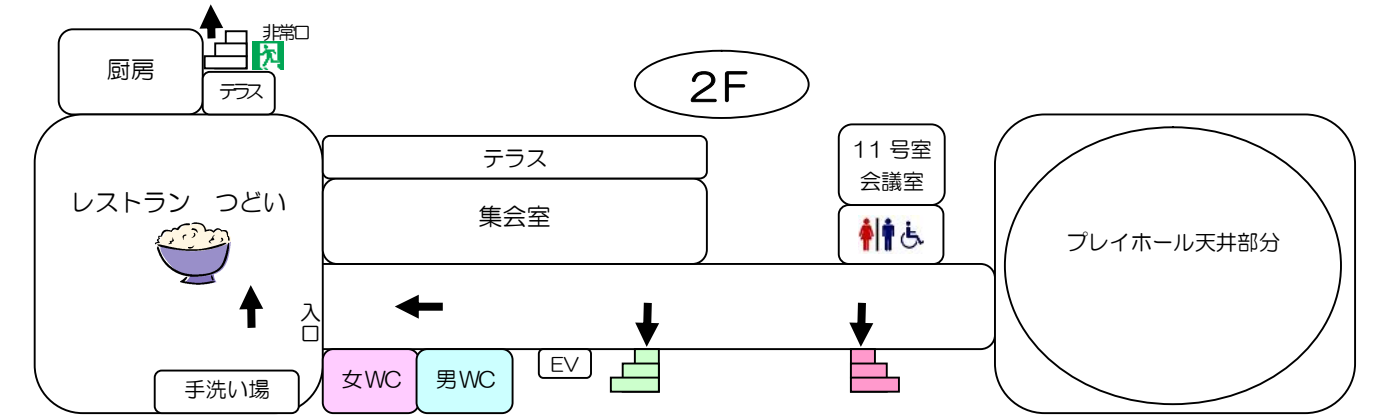 非常口
厨房
テラス
2F
テラス
11 号室
会議室
レストラン つどい
集会室
プレイホール天井部分
入口
女WC
男WC
EV
手洗い場